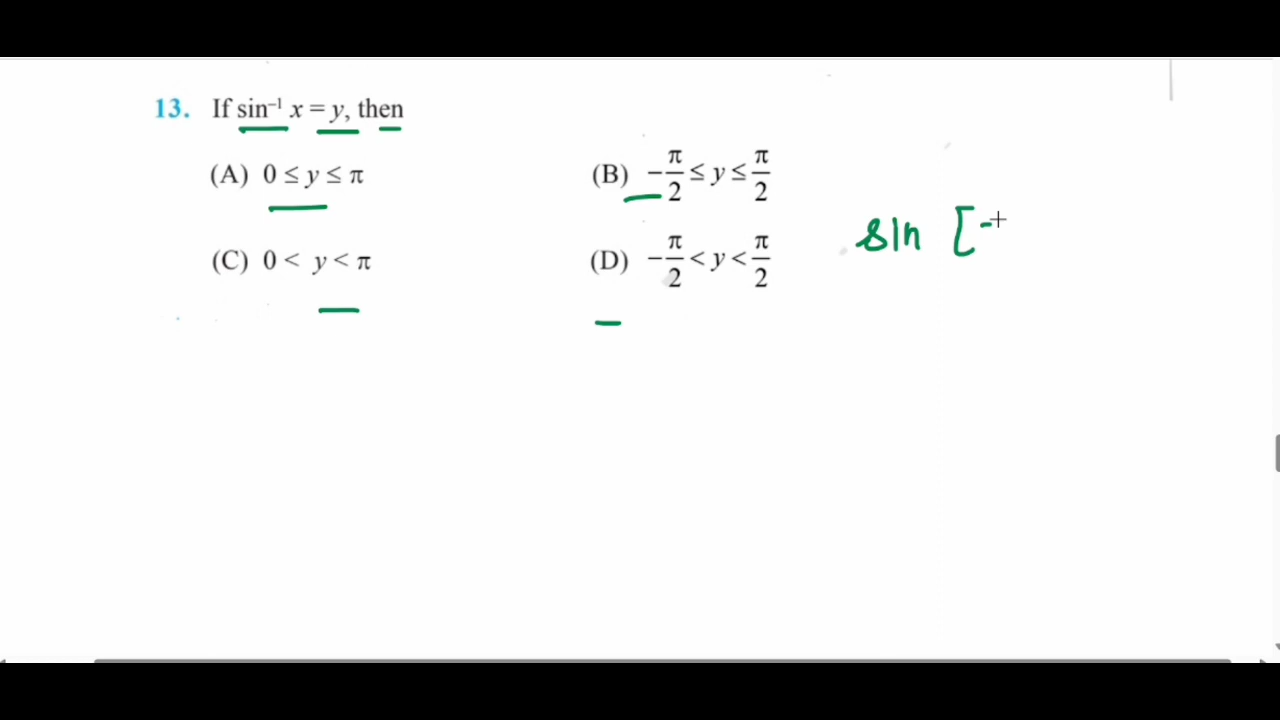 13. If sin⁻¹ x = y, then
(A) 0 ≤ y ≤ π
(B) −π/2 ≤ y ≤ π/2
sin [-
(C) 0 < y < π
(D) −π/2 < y < π/2